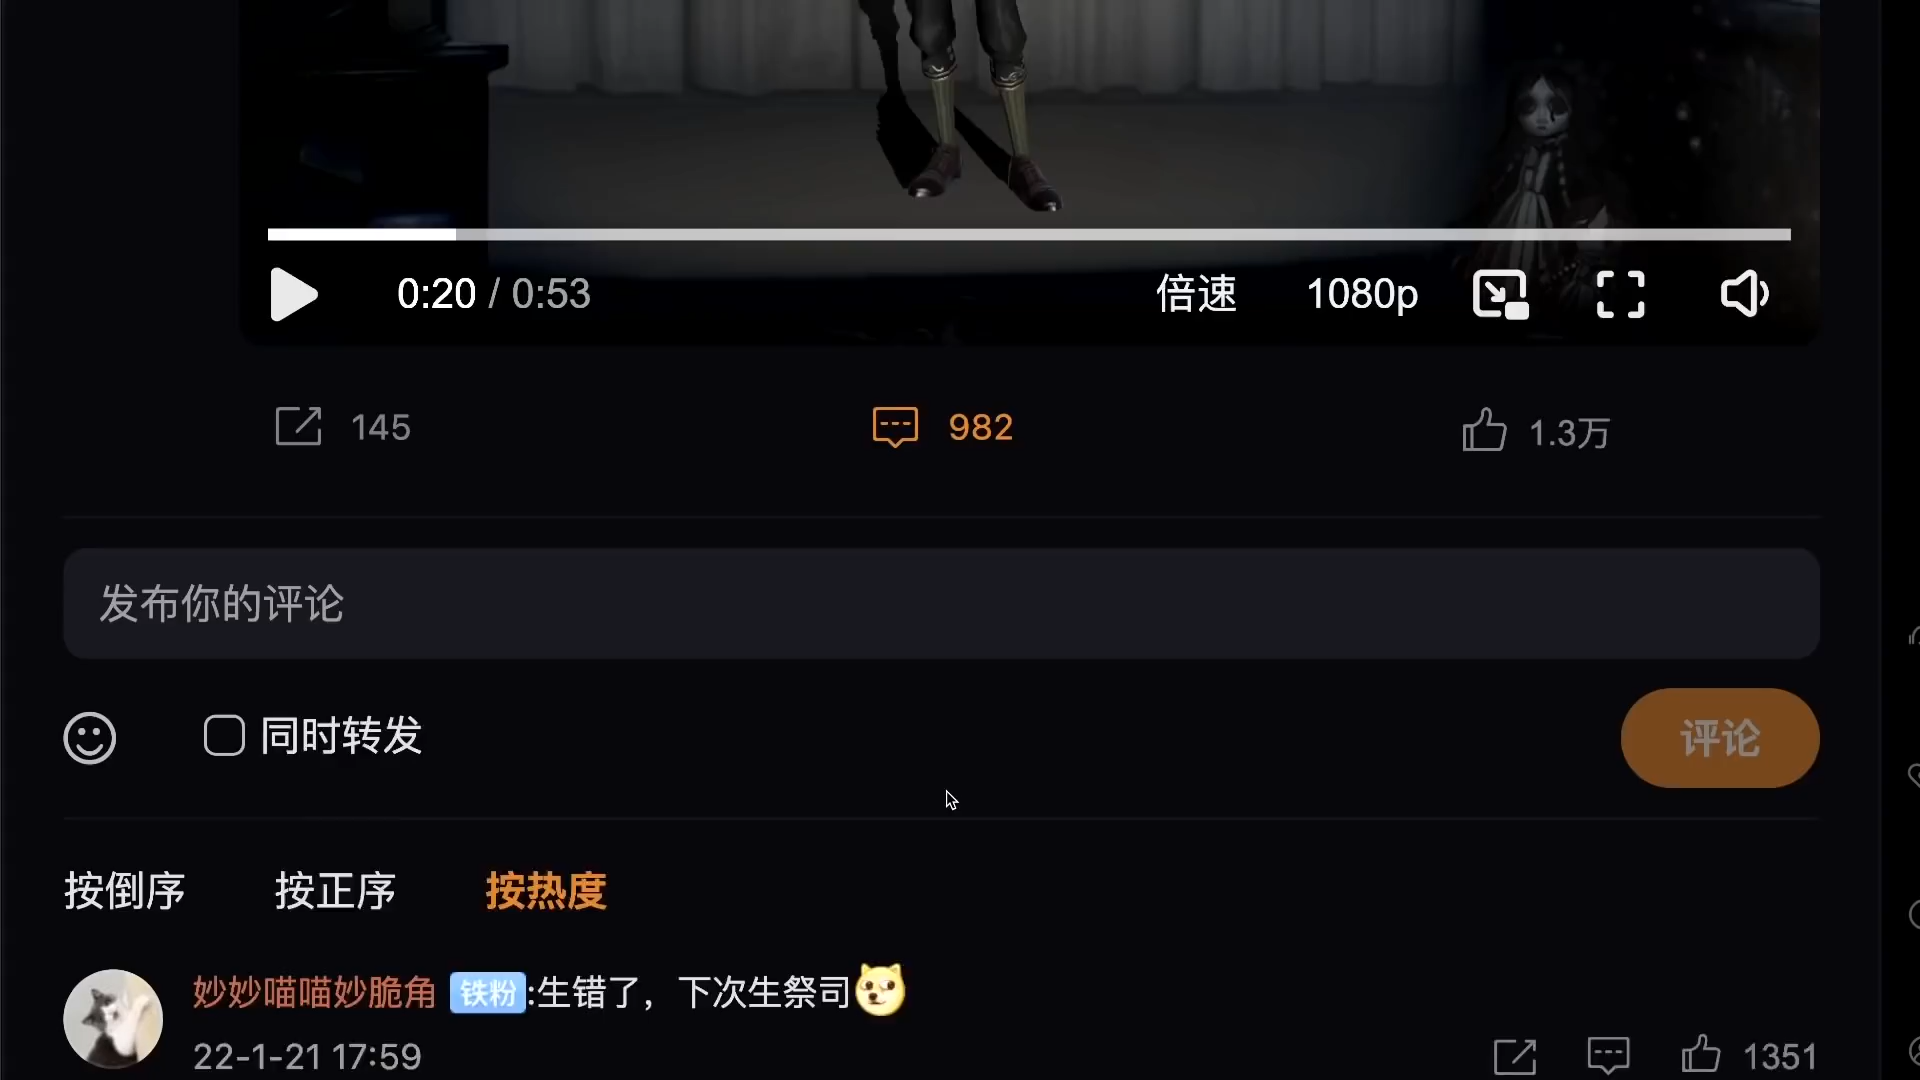 0:20 / 0:53
倍速
1080p
145
982
1.3万
发布你的评论
同时转发
评论
按倒序
按正序
按热度
妙妙喵喵妙脆角 铁粉:生错了，下次生祭司
22-1-21 17:59
1351